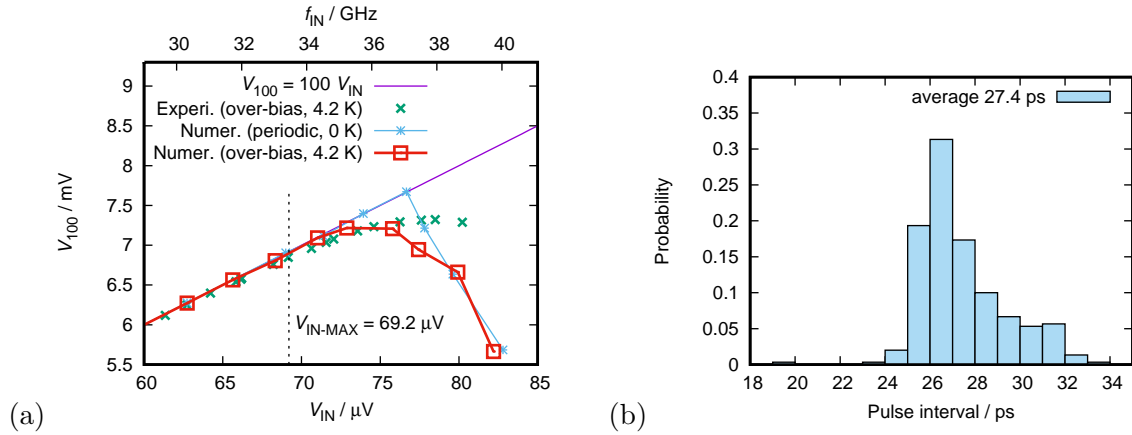 f_IN / GHz
30 32 34 36 38 40
V_100 = 100 V_IN
Experi. (over-bias, 4.2 K)
Numer. (periodic, 0 K)
Numer. (over-bias, 4.2 K)
9
8.5
8
7.5
7
6.5
6
5.5
V_100 / mV
V_IN-MAX = 69.2 μV
60 65 70 75 80 85
V_IN / μV
(a)
average 27.4 ps
0.4
0.35
0.3
0.25
0.2
0.15
0.1
0.05
0
Probability
18 20 22 24 26 28 30 32 34
Pulse interval / ps
(b)